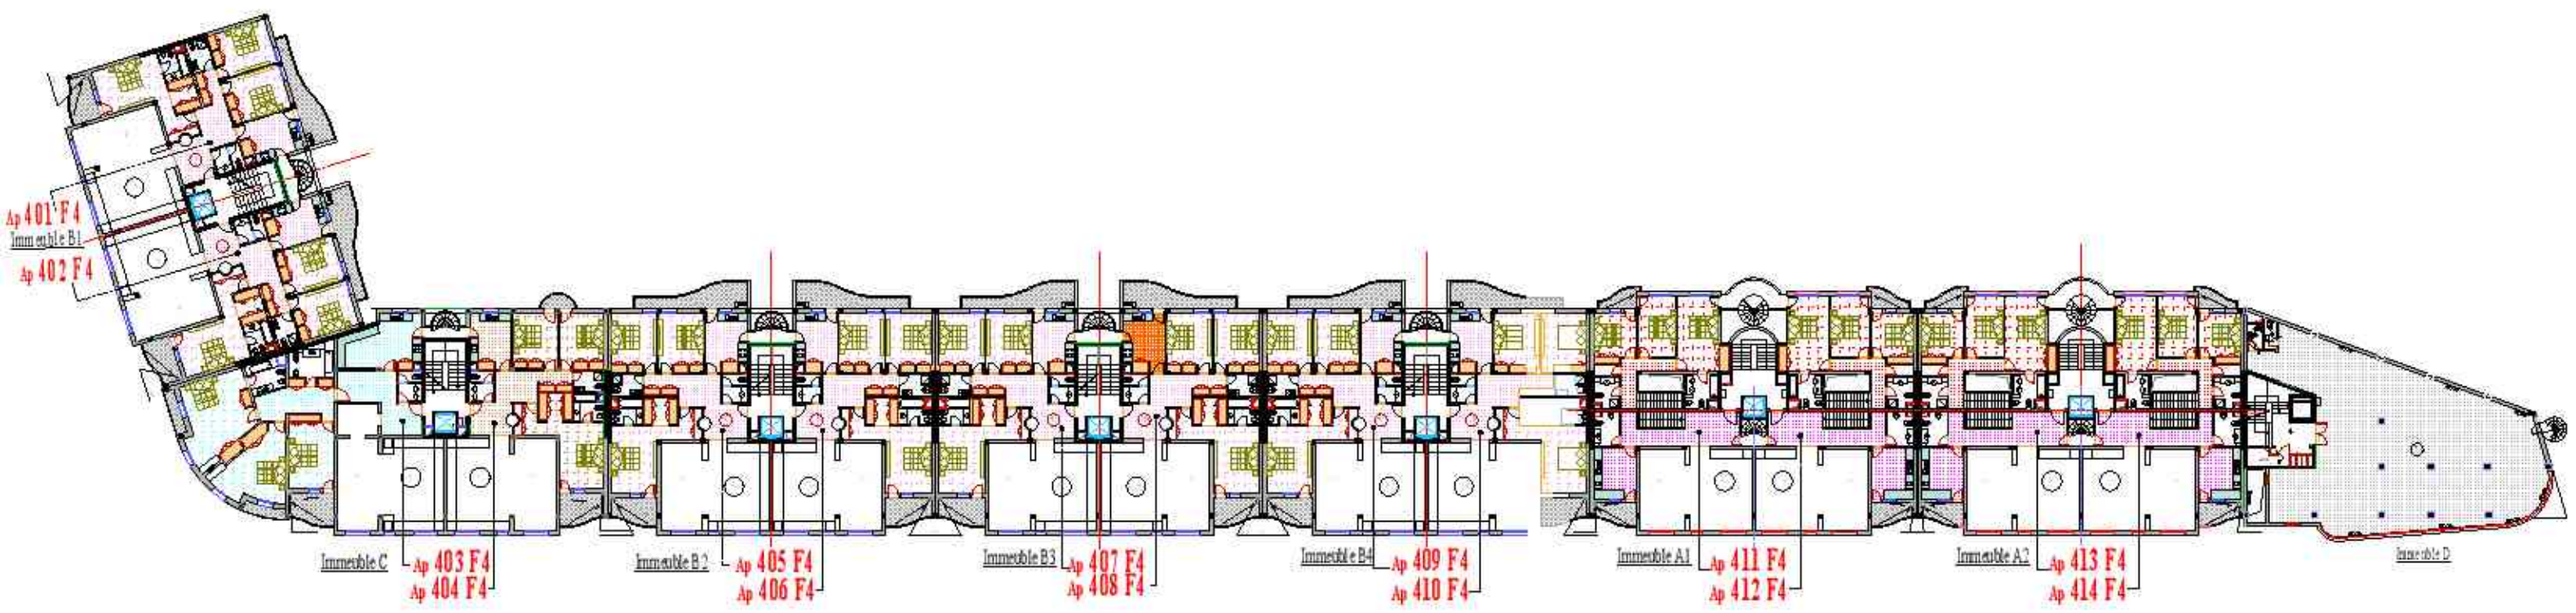 Ap 401 F4
Immeuble B1
Ap 402 F4
Immeuble C
Ap 403 F4
Ap 404 F4
Immeuble B2
Ap 405 F4
Ap 406 F4
Immeuble B3
Ap 407 F4
Ap 408 F4
Immeuble B4
Ap 409 F4
Ap 410 F4
Immeuble A1
Ap 411 F4
Ap 412 F4
Immeuble A2
Ap 413 F4
Ap 414 F4
Immeuble D